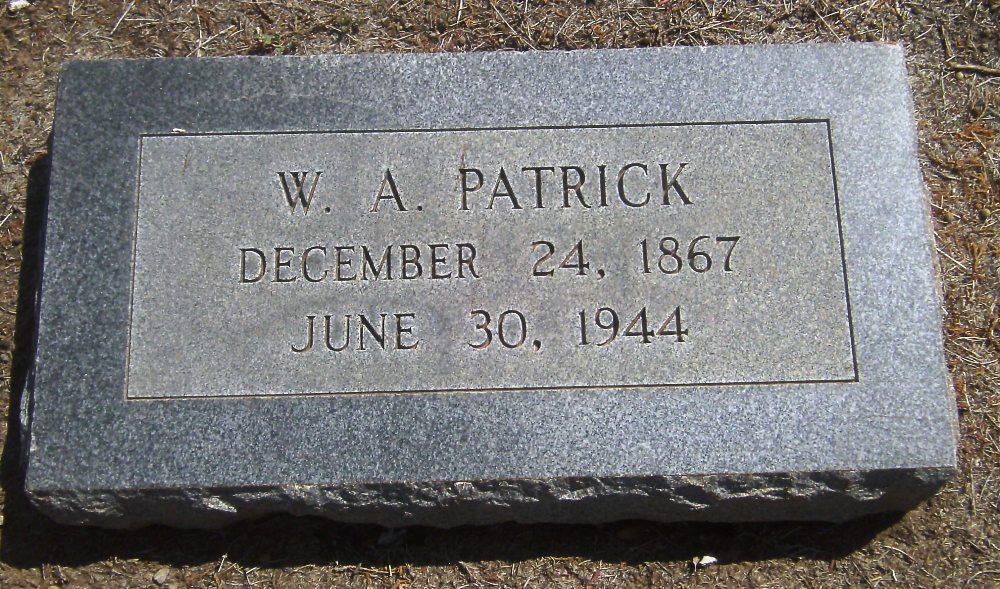 W. A. PATRICK
DECEMBER 24, 1867
JUNE 30, 1944